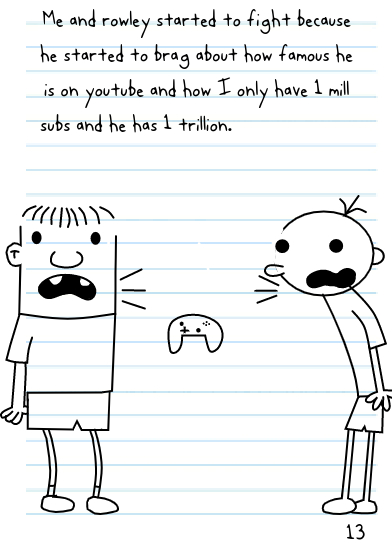 Me and rowley started to fight because
he started to brag about how famous he
is on youtube and how I only have 1 mill
subs and he has 1 trillion.
13